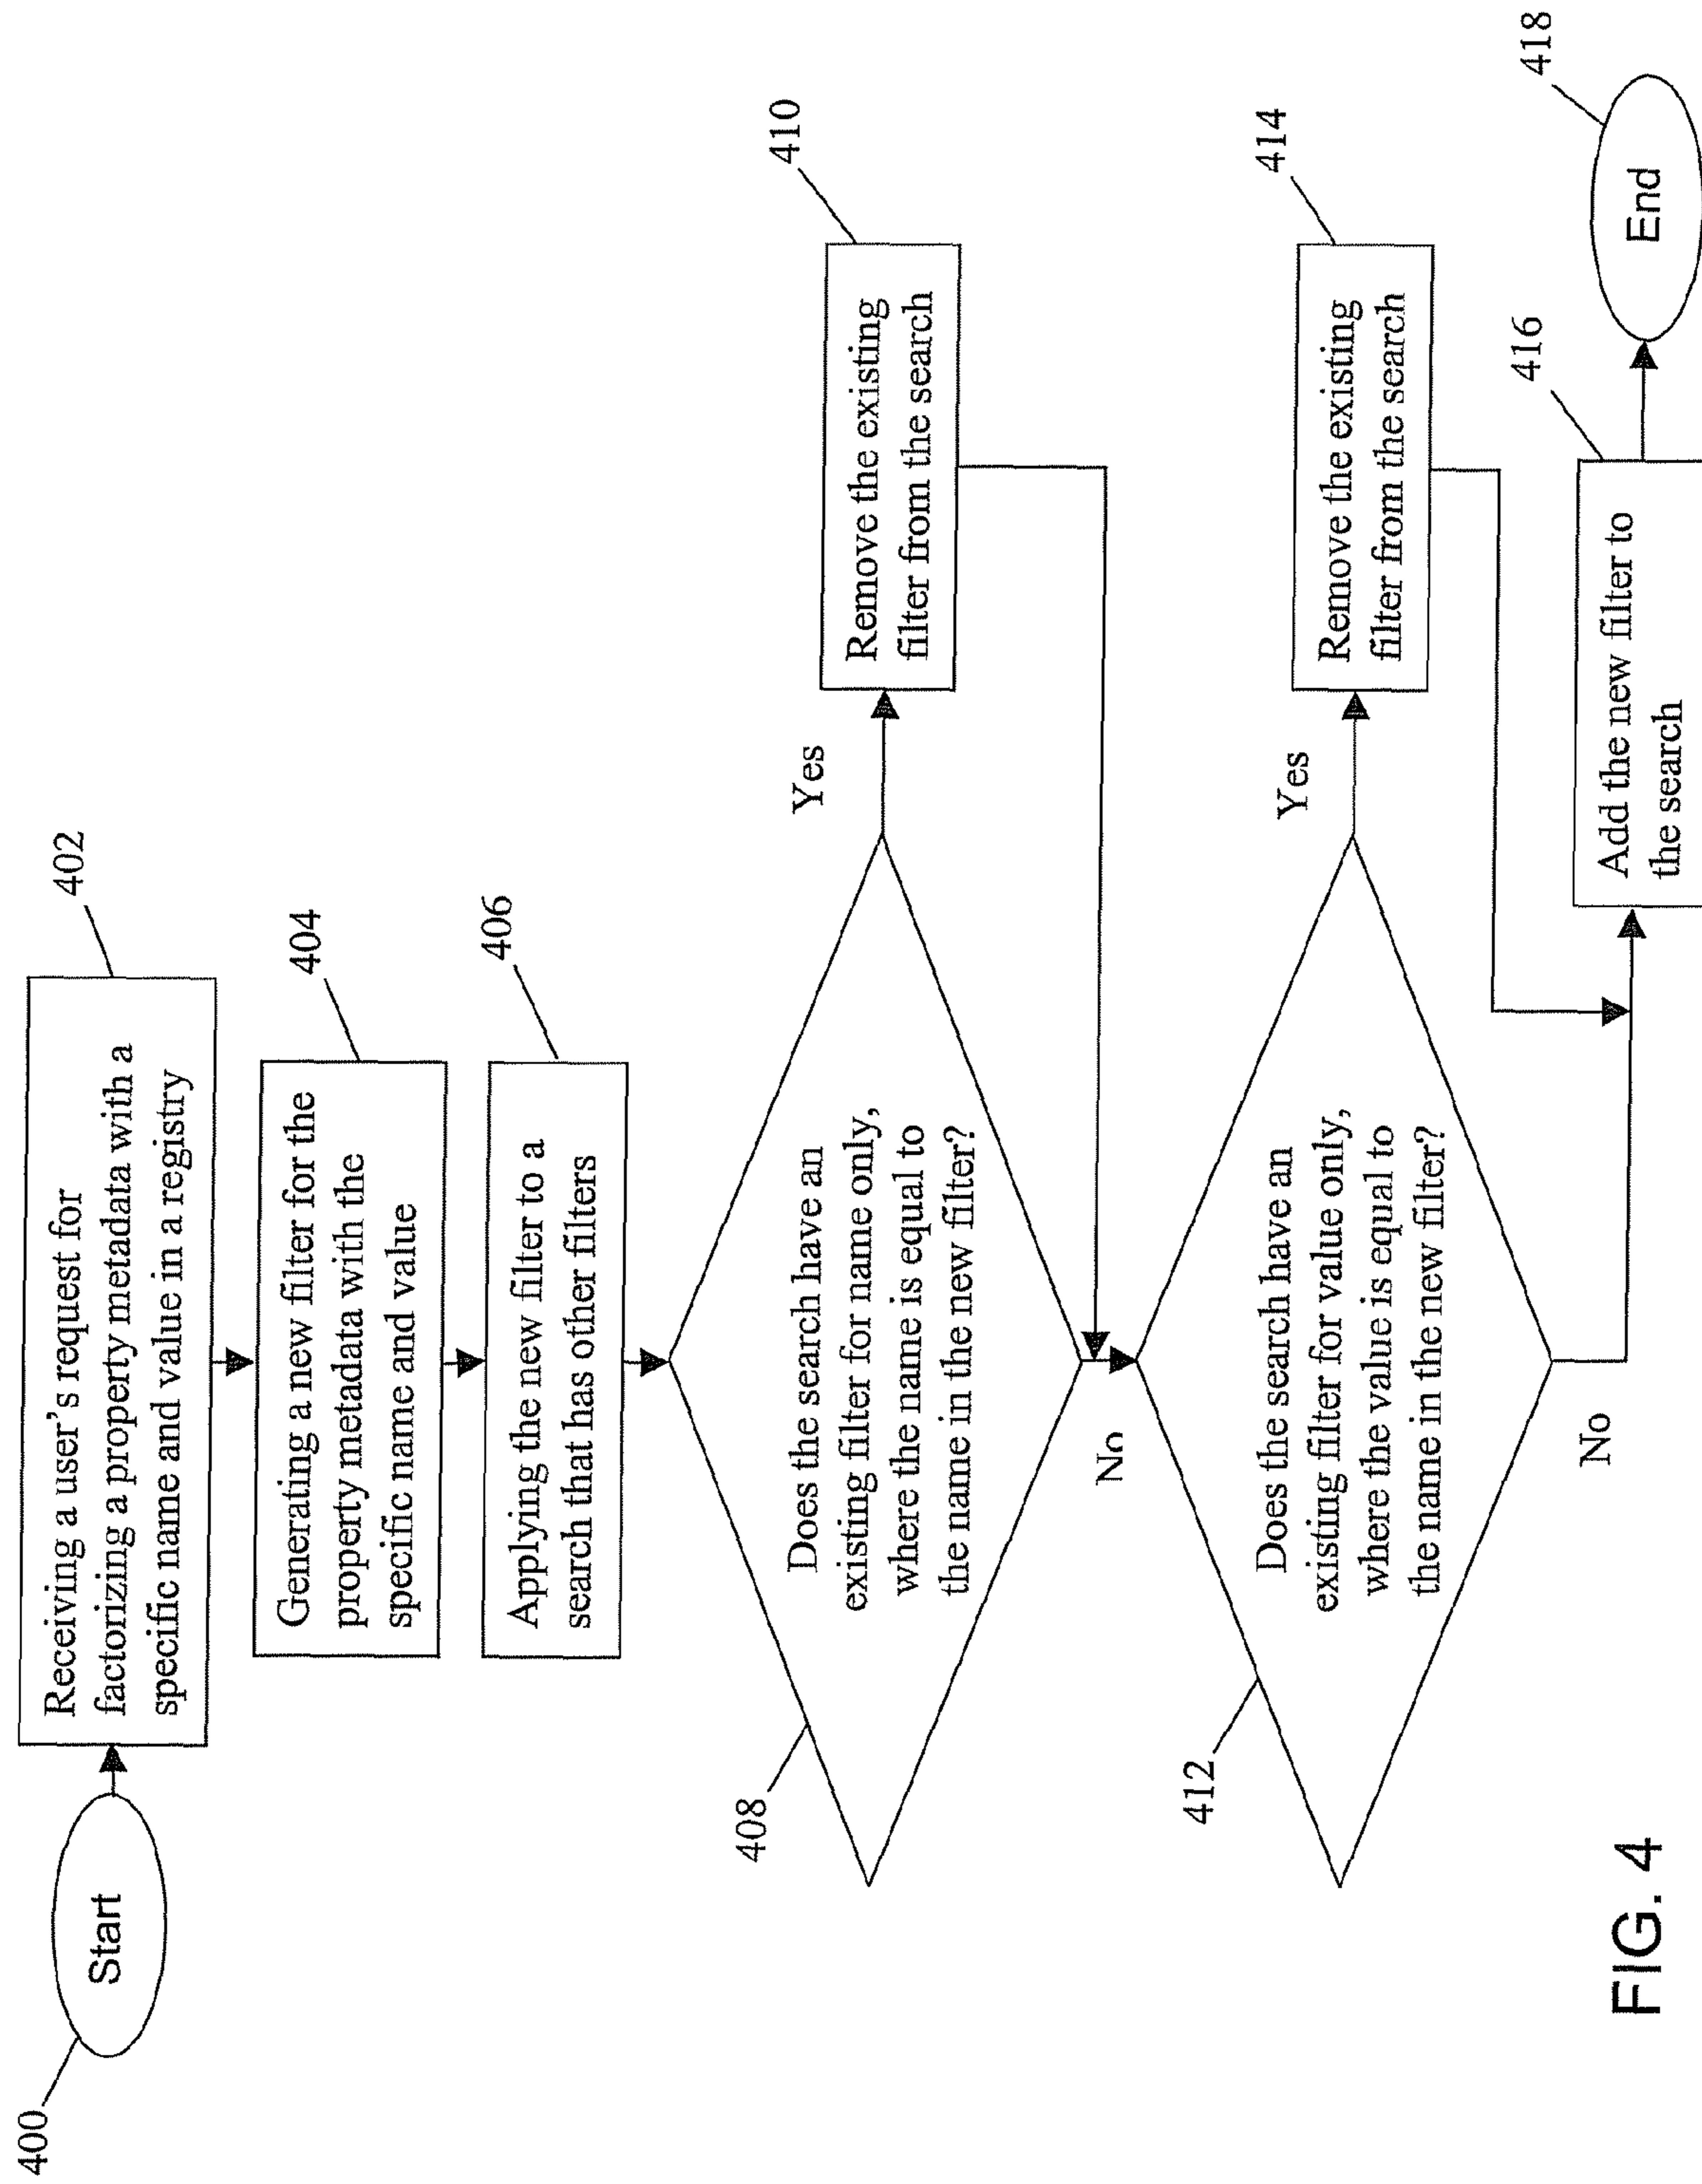 400
Start
402
Receiving a user's request for
factorizing a property metadata with a
specific name and value in a registry
404
Generating a new filter for the
property metadata with the
specific name and value
406
Applying the new filter to a
search that has other filters
408
Does the search have an
existing filter for name only,
where the name is equal to
the name in the new filter?
Yes
410
Remove the existing
filter from the search
No
412
Does the search have an
existing filter for value only,
where the value is equal to
the name in the new filter?
Yes
414
Remove the existing
filter from the search
No
416
Add the new filter to
the search
418
End
FIG. 4